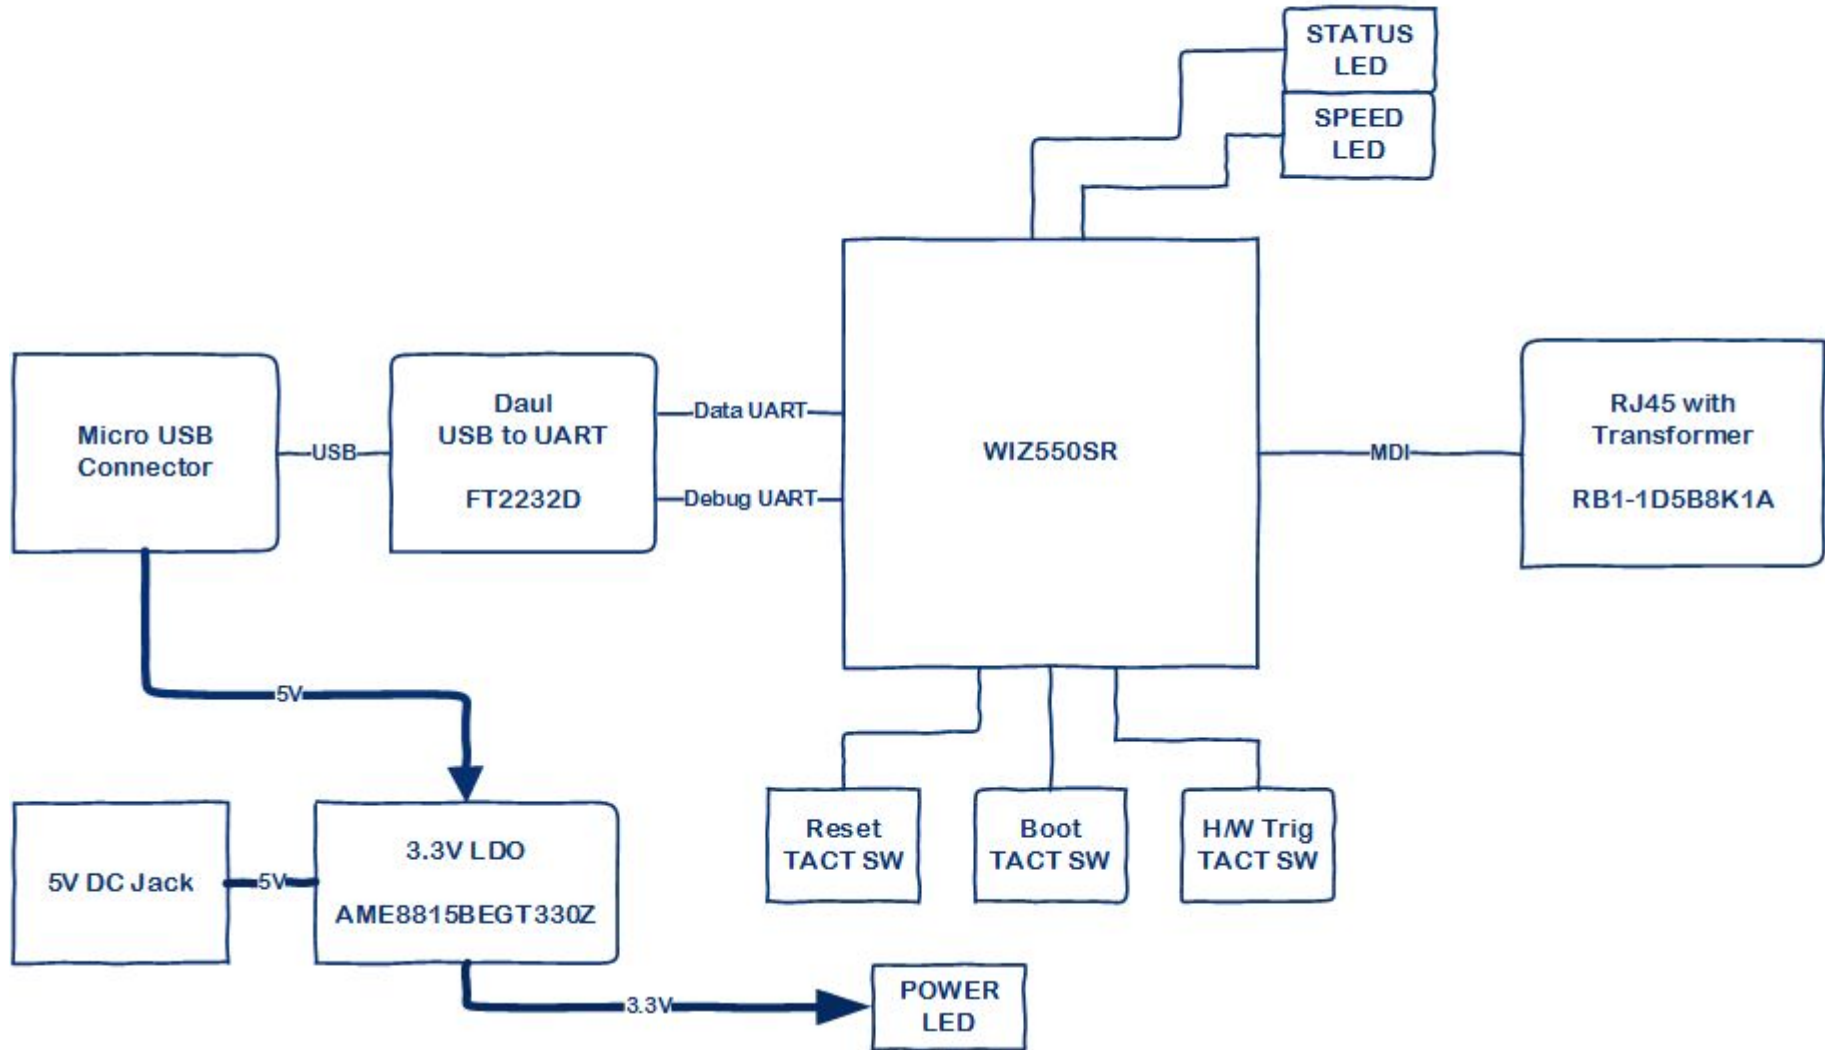 STATUS
LED
SPEED
LED
Micro USB
Connector
USB
Daul
USB to UART
FT2232D
Data UART
Debug UART
WIZ550SR
MDI
RJ45 with
Transformer
RB1-1D5B8K1A
5V
5V DC Jack
5V
3.3V LDO
AME8815BEGT330Z
Reset
TACT SW
Boot
TACT SW
H/W Trig
TACT SW
3.3V
POWER
LED